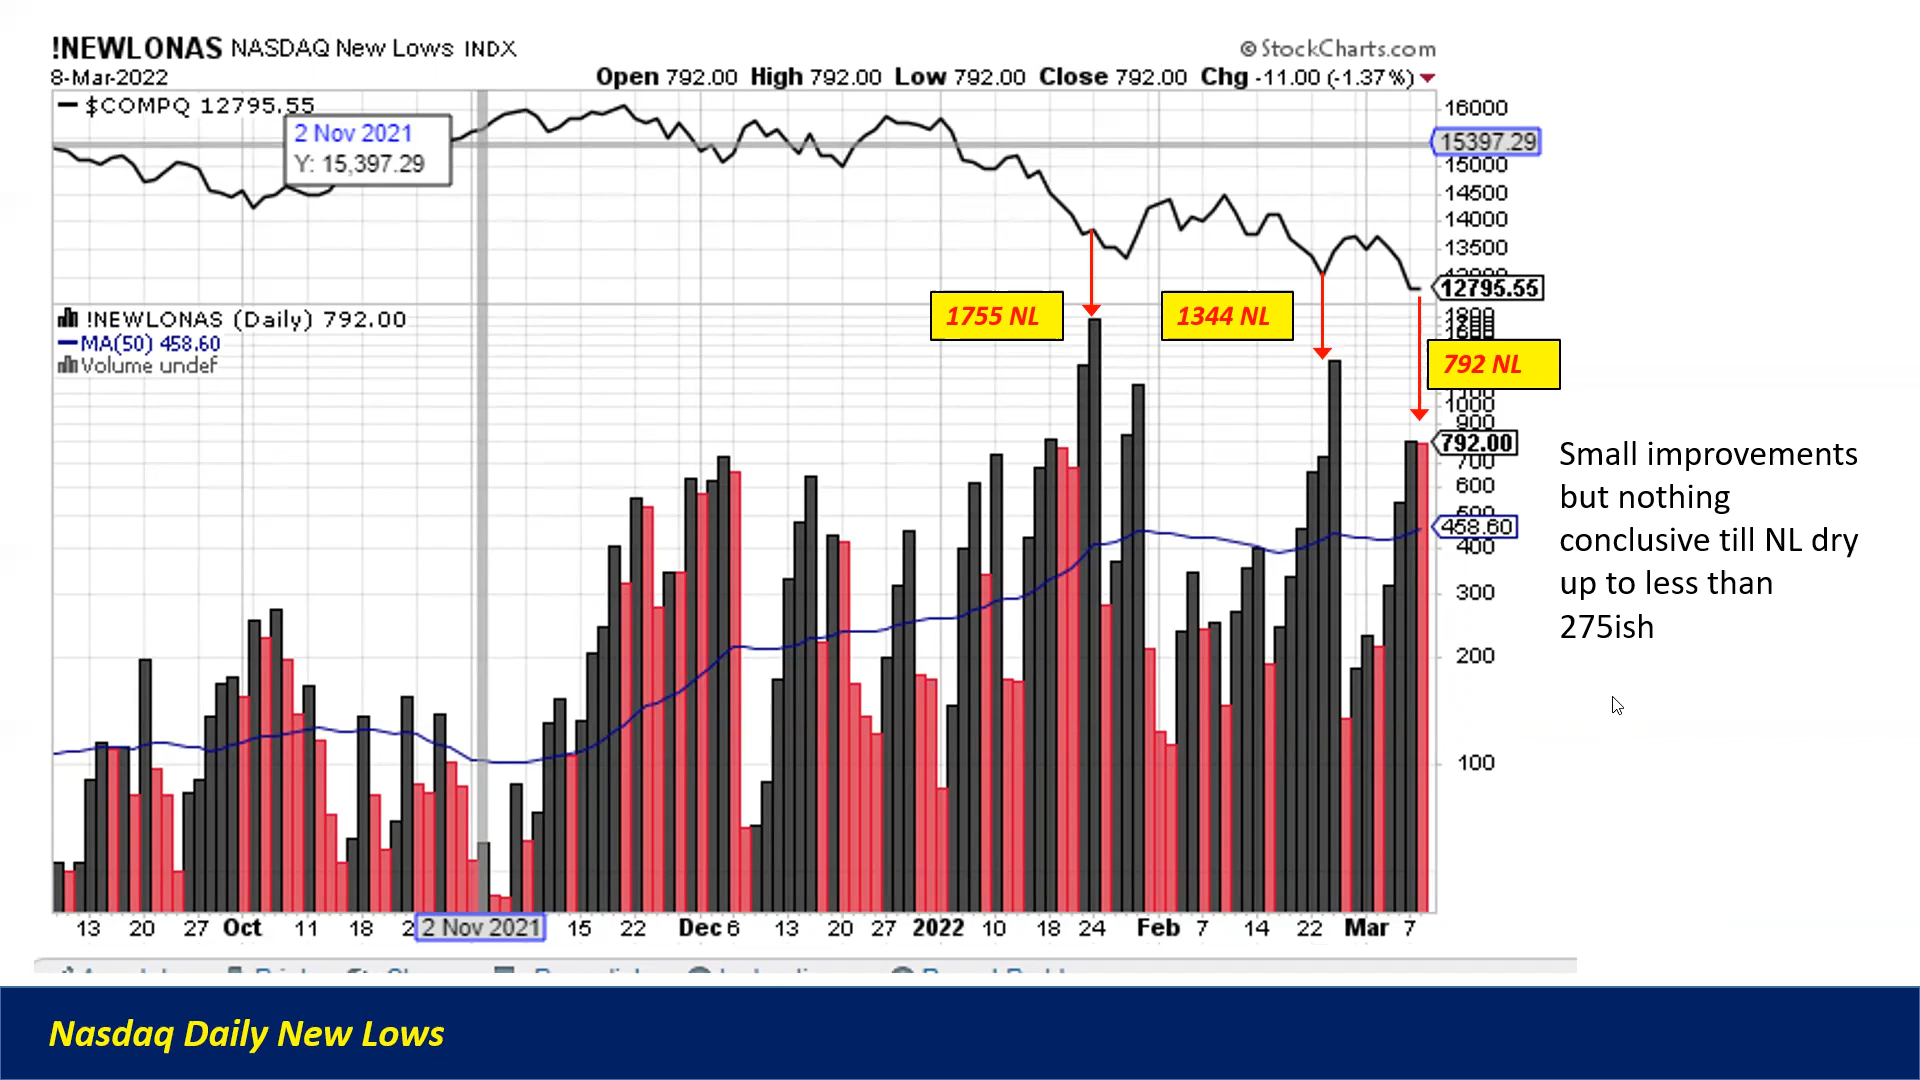 !NEWLONAS NASDAQ New Lows INDX
© StockCharts.com
8-Mar-2022
Open 792.00 High 792.00 Low 792.00 Close 792.00 Chg -11.00 (-1.37%)
$COMPQ 12795.55
2 Nov 2021
Y: 15,397.29
16000
15397.29
15000
14500
14000
13500
12795.55
!NEWLONAS (Daily) 792.00
MA(50) 458.60
Volume undef
1755 NL
1344 NL
792 NL
1000
900
792.00
700
600
500
458.60
400
300
200
100
Small improvements
but nothing
conclusive till NL dry
up to less than
275ish
13 20 27 Oct 11 18 2 Nov 2021 15 22 Dec 6 13 20 27 2022 10 18 24 Feb 7 14 22 Mar 7
Nasdaq Daily New Lows